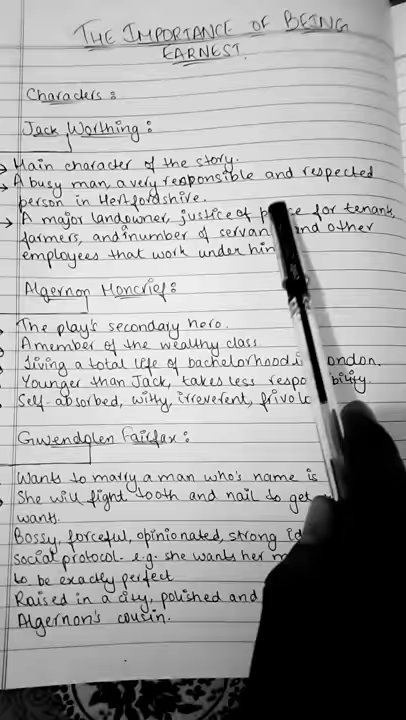 THE IMPORTANCE OF BEING
EARNEST
Characters:
Jack Worthing:
Main character of the story.
A busy man, a very responsible and respected
person in Hertfordshire.
A major landowner, justice of for tenant,
farmers, and a number of and other
employees that work under
Algernon Moncrief:
The play's secondary hero.
A member of the wealthy class.
living a total life of bachelorhood London.
Younger than Jack, takes less
Self-absorbed, witty, irreverent,
Gwendolen Fairfax:
Wants to marry a man who's name is
She will fight tooth and nail to get
wants.
Bossy, forceful, opinionated, strong
social protocol. e.g. she wants her
to be exactly perfect
Raised in a city, polished and
Algernon's cousin.